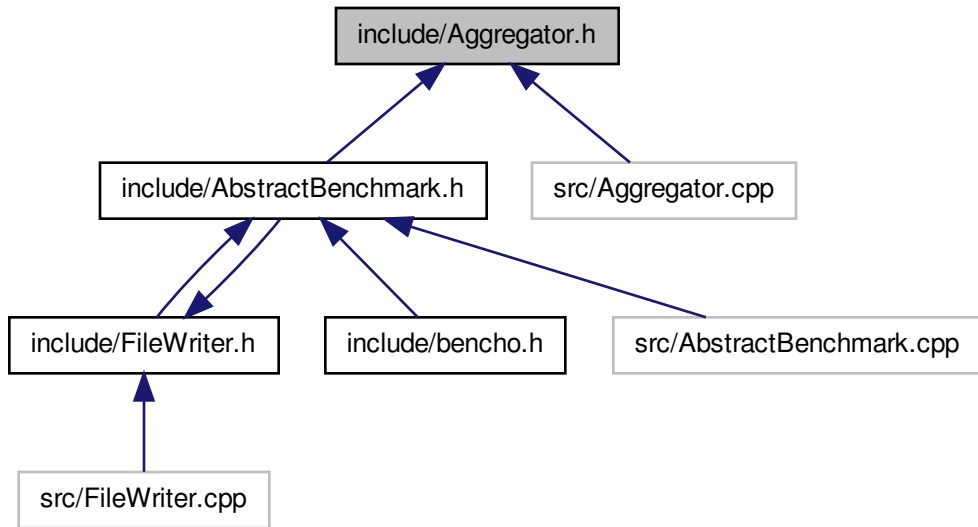 include/Aggregator.h
include/AbstractBenchmark.h
src/Aggregator.cpp
include/FileWriter.h
include/bencho.h
src/AbstractBenchmark.cpp
src/FileWriter.cpp